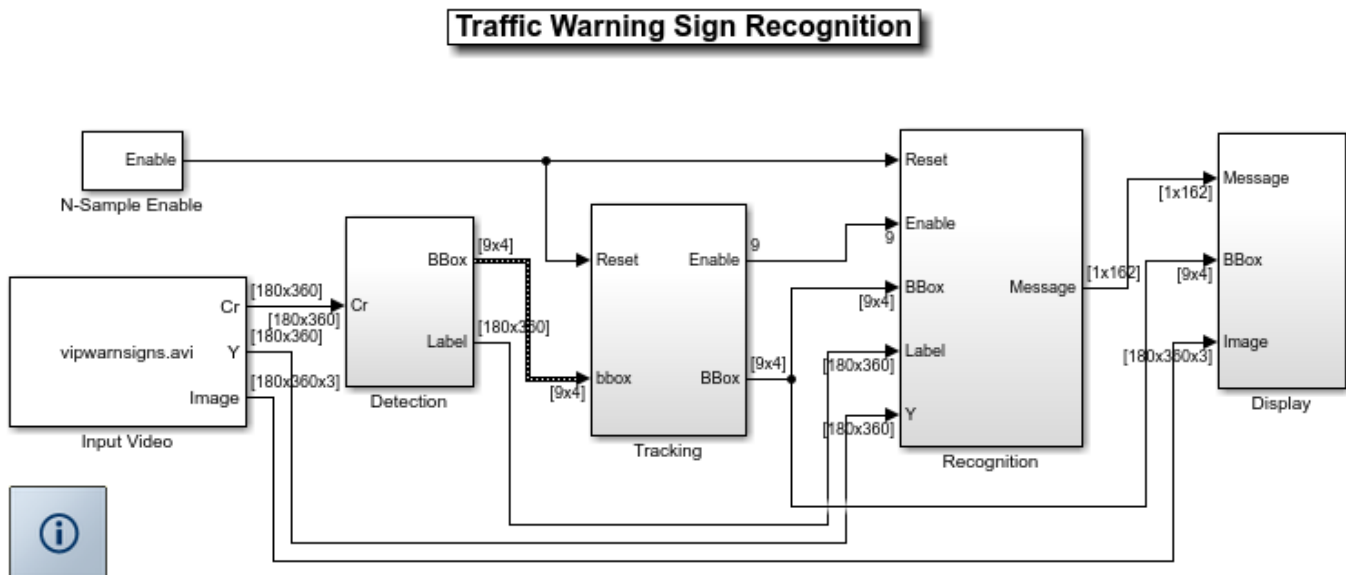 Traffic Warning Sign Recognition
Enable
N-Sample Enable
vipwarnsigns.avi
Cr
Y
Image
[180x360]
[180x360]
[180x360]
[180x360x3]
Input Video
Cr
BBox
Label
[9x4]
[180x360]
Detection
[9x4]
Reset
bbox
Enable
BBox
9
[9x4]
Tracking
9
[9x4]
[180x360]
[180x360]
Reset
Enable
BBox
Label
Y
Message
[1x162]
Recognition
[1x162]
[9x4]
[180x360x3]
Message
BBox
Image
Display
i